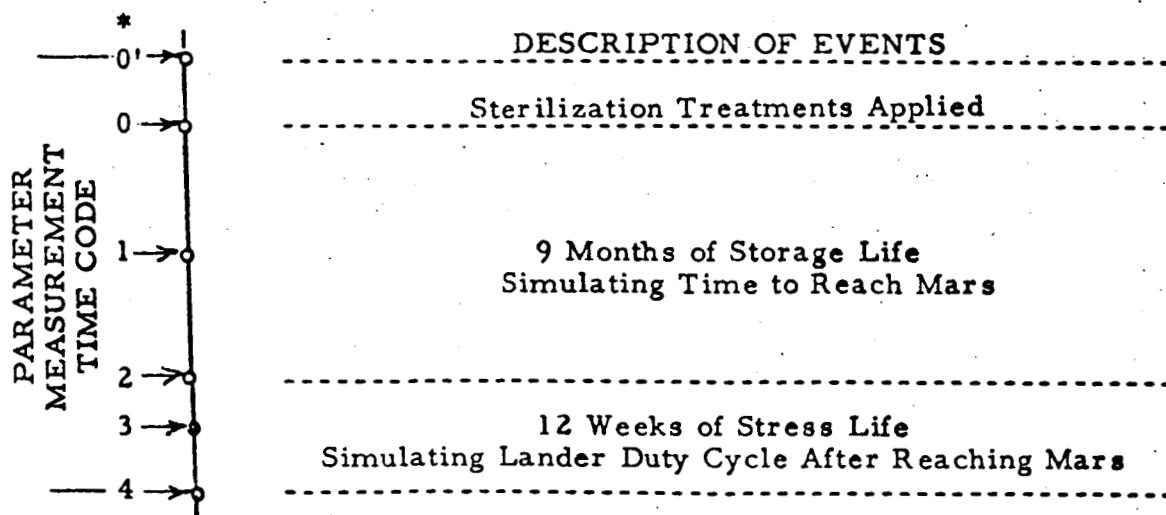 *
0'
DESCRIPTION OF EVENTS
Sterilization Treatments Applied
0
PARAMETER
MEASUREMENT
TIME CODE
1
9 Months of Storage Life
Simulating Time to Reach Mars
2
3
12 Weeks of Stress Life
Simulating Lander Duty Cycle After Reaching Mars
4